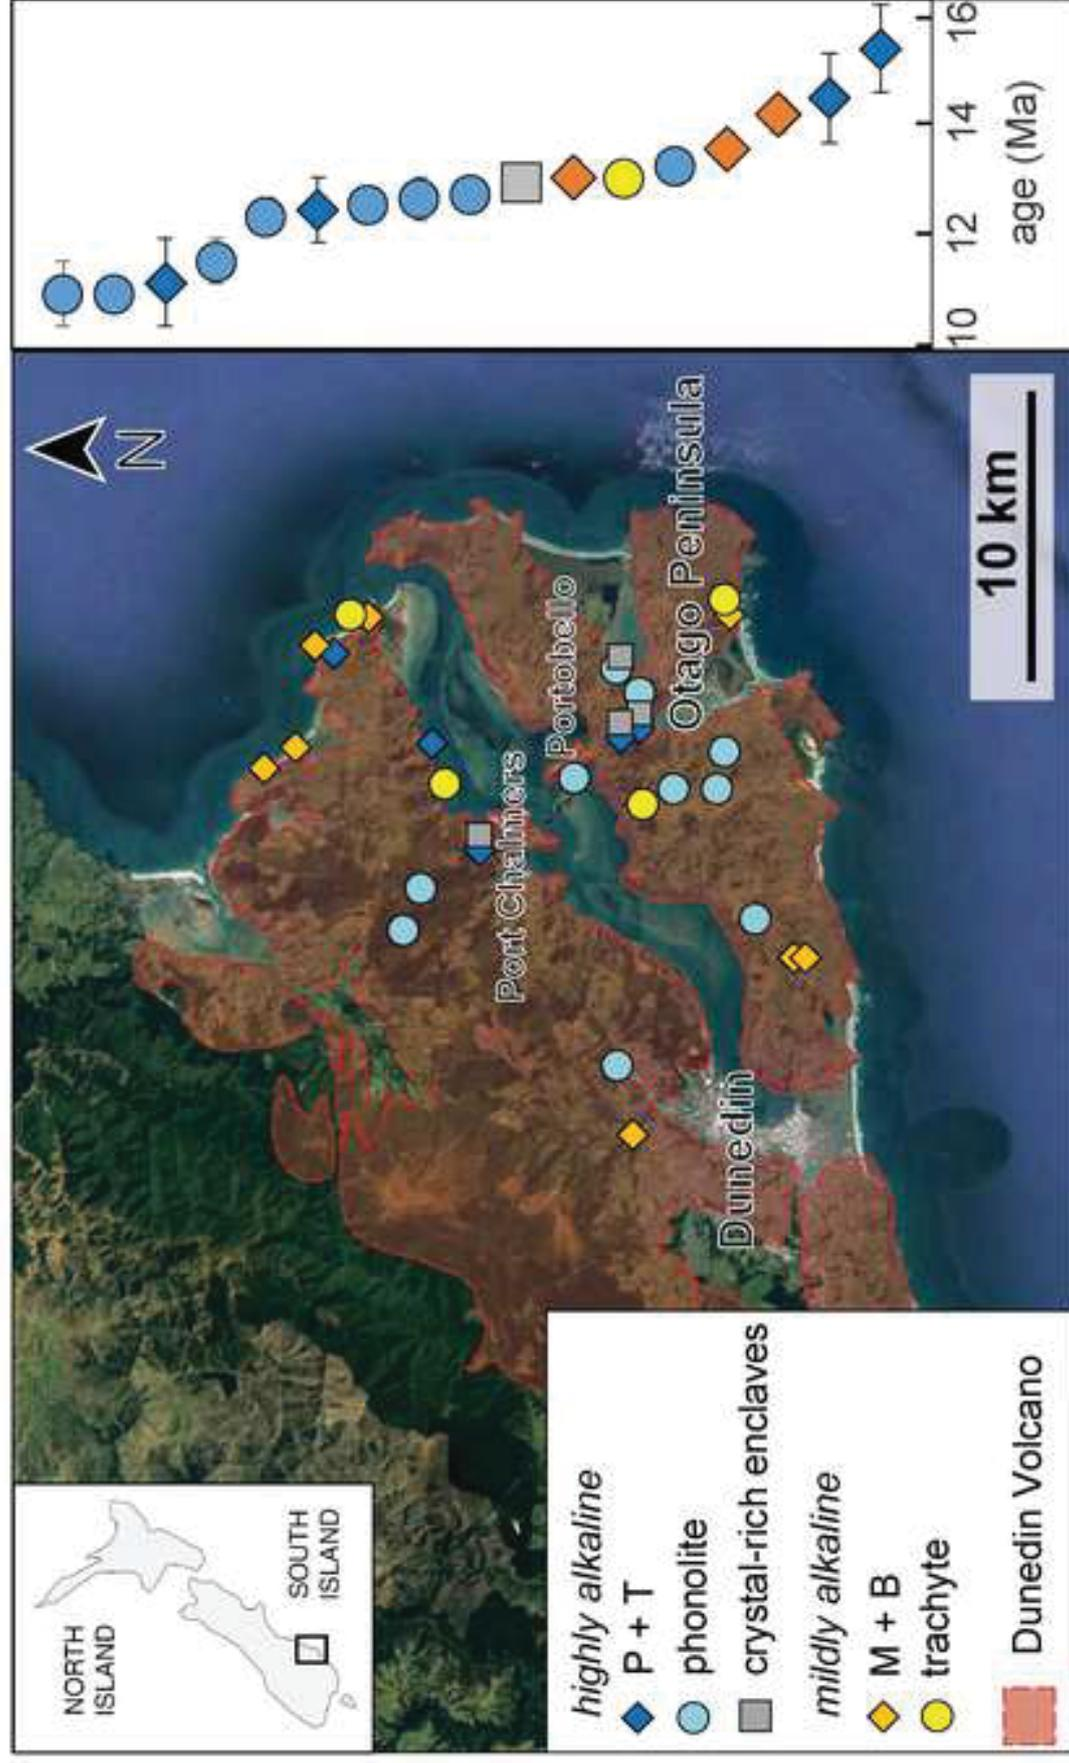 NORTH
ISLAND
SOUTH
ISLAND
N
Port Chalmers
Portobello
Otago Peninsula
Dunedin
highly alkaline
P + T
phonolite
crystal-rich enclaves
mildly alkaline
M + B
trachyte
Dunedin Volcano
10 km
10
12
14
16
age (Ma)